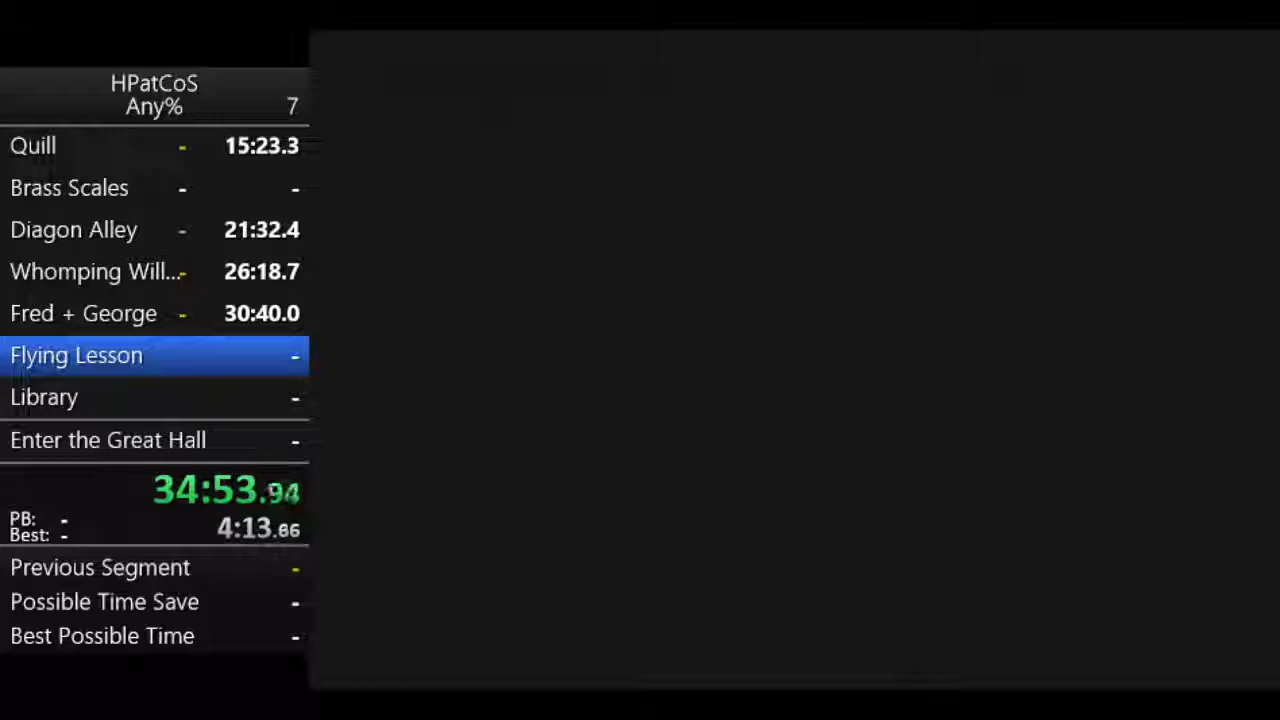 HPatCoS
Any% 7
Quill - 15:23.3
Brass Scales - -
Diagon Alley - 21:32.4
Whomping Will...- 26:18.7
Fred + George - 30:40.0
Flying Lesson -
Library -
Enter the Great Hall -
34:53.94
PB: -
Best: - 4:13.66
Previous Segment -
Possible Time Save -
Best Possible Time -